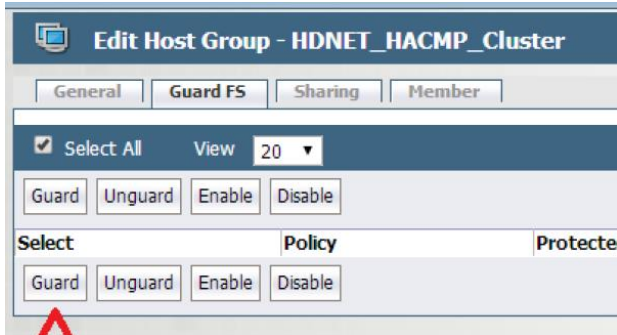 Edit Host Group - HDNET_HACMP_Cluster
General Guard FS Sharing Member
Select All View 20
Guard Unguard Enable Disable
Select Policy Protecte
Guard Unguard Enable Disable